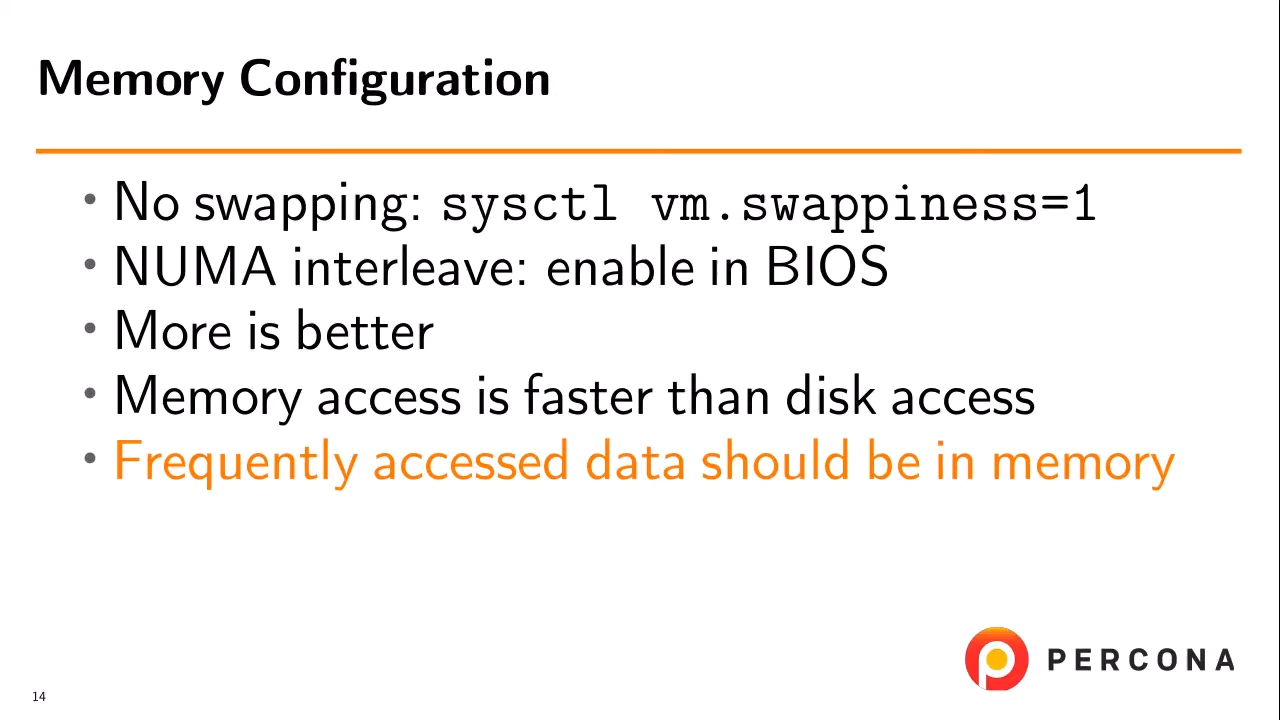 Memory Configuration
• No swapping: sysctl vm.swappiness=1
• NUMA interleave: enable in BIOS
• More is better
• Memory access is faster than disk access
• Frequently accessed data should be in memory
PERCONA
14